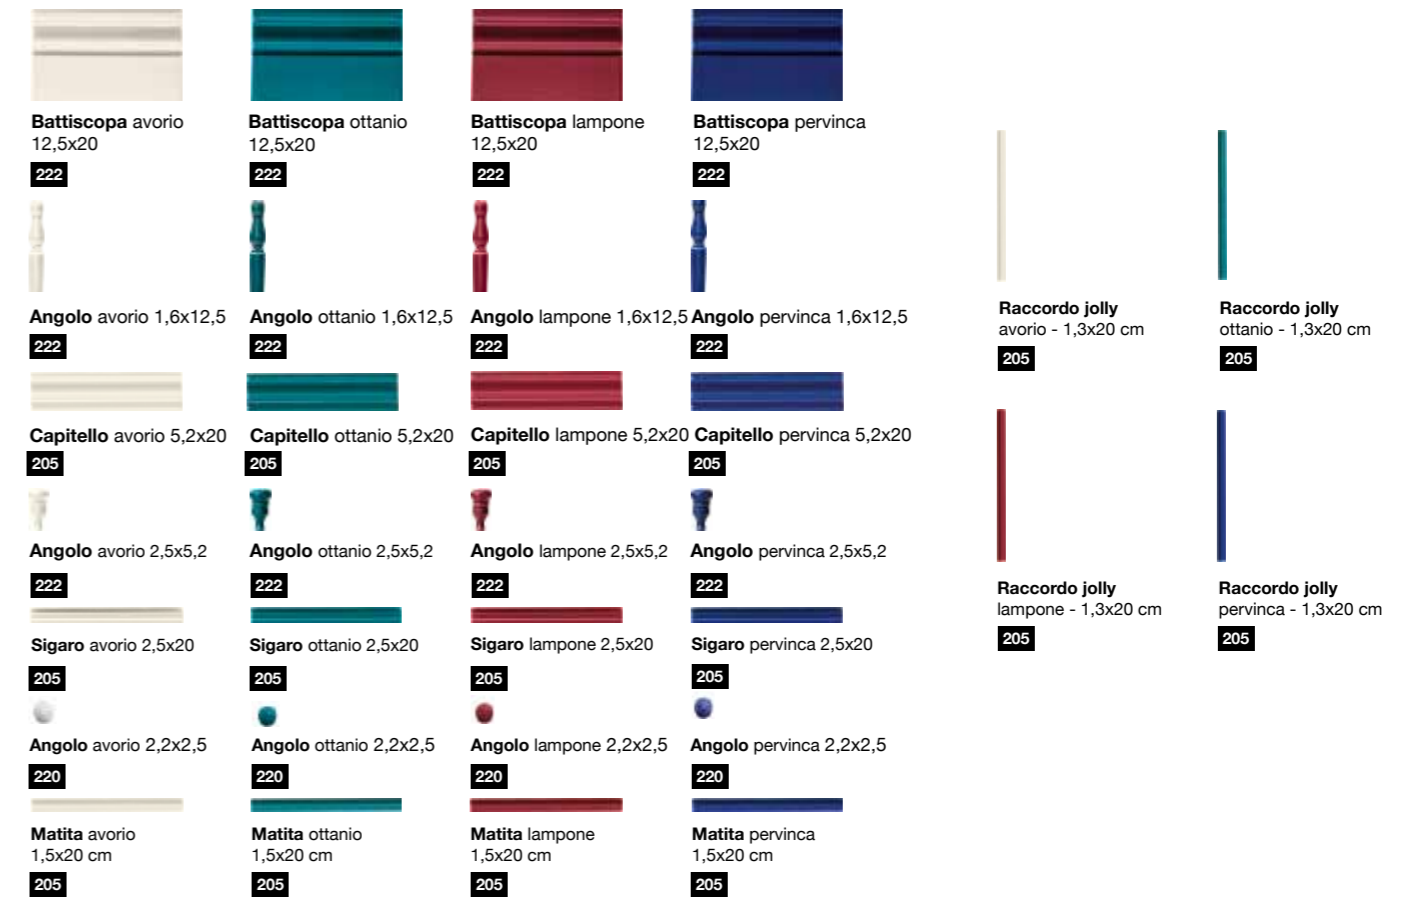 Battiscopa avorio
12,5x20
222
Battiscopa ottanio
12,5x20
222
Battiscopa lampone
12,5x20
222
Battiscopa pervinca
12,5x20
222
Angolo avorio 1,6x12,5
222
Angolo ottanio 1,6x12,5
222
Angolo lampone 1,6x12,5
222
Angolo pervinca 1,6x12,5
222
Capitello avorio 5,2x20
205
Capitello ottanio 5,2x20
205
Capitello lampone 5,2x20
205
Capitello pervinca 5,2x20
205
Angolo avorio 2,5x5,2
222
Angolo ottanio 2,5x5,2
222
Angolo lampone 2,5x5,2
222
Angolo pervinca 2,5x5,2
222
Sigaro avorio 2,5x20
205
Sigaro ottanio 2,5x20
205
Sigaro lampone 2,5x20
205
Sigaro pervinca 2,5x20
205
Angolo avorio 2,2x2,5
220
Angolo ottanio 2,2x2,5
220
Angolo lampone 2,2x2,5
220
Angolo pervinca 2,2x2,5
220
Matita avorio
1,5x20 cm
205
Matita ottanio
1,5x20 cm
205
Matita lampone
1,5x20 cm
205
Matita pervinca
1,5x20 cm
205
Raccordo jolly
avorio - 1,3x20 cm
205
Raccordo jolly
ottanio - 1,3x20 cm
205
Raccordo jolly
lampone - 1,3x20 cm
205
Raccordo jolly
pervinca - 1,3x20 cm
205